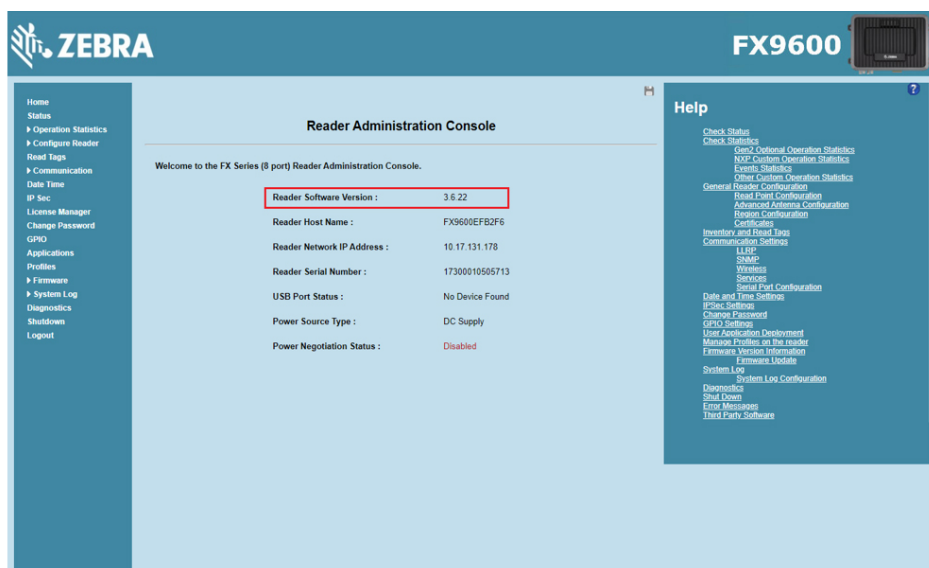 ZEBRA
FX9600
Home
Status
Operation Statistics
Configure Reader
Read Tags
Communication
Date Time
IP Sec
License Manager
Change Password
GPIO
Applications
Profiles
Firmware
System Log
Diagnostics
Shutdown
Logout
Reader Administration Console
Welcome to the FX Series (8 port) Reader Administration Console.
Reader Software Version : 3.6.22
Reader Host Name : FX9600EFB2F6
Reader Network IP Address : 10.17.131.178
Reader Serial Number : 17300010505713
USB Port Status : No Device Found
Power Source Type : DC Supply
Power Negotiation Status : Disabled
?
Help
Check Status
Check Statistics
Gen2 Optional Operation Statistics
NXP Custom Operation Statistics
Events Statistics
Other Custom Operation Statistics
General Reader Configuration
Read Point Configuration
Advanced Antenna Configuration
Region Configuration
Certificates
Inventory and Read Tags
Communication Settings
LLRP
SNMP
Wireless
Services
Serial Port Configuration
Date and Time Settings
IPSec Settings
Change Password
GPIO Settings
User Application Deployment
Manage Profiles on the reader
Firmware Version Information
Firmware Update
System Log
System Log Configuration
Diagnostics
Shut Down
Error Messages
Third Party Software